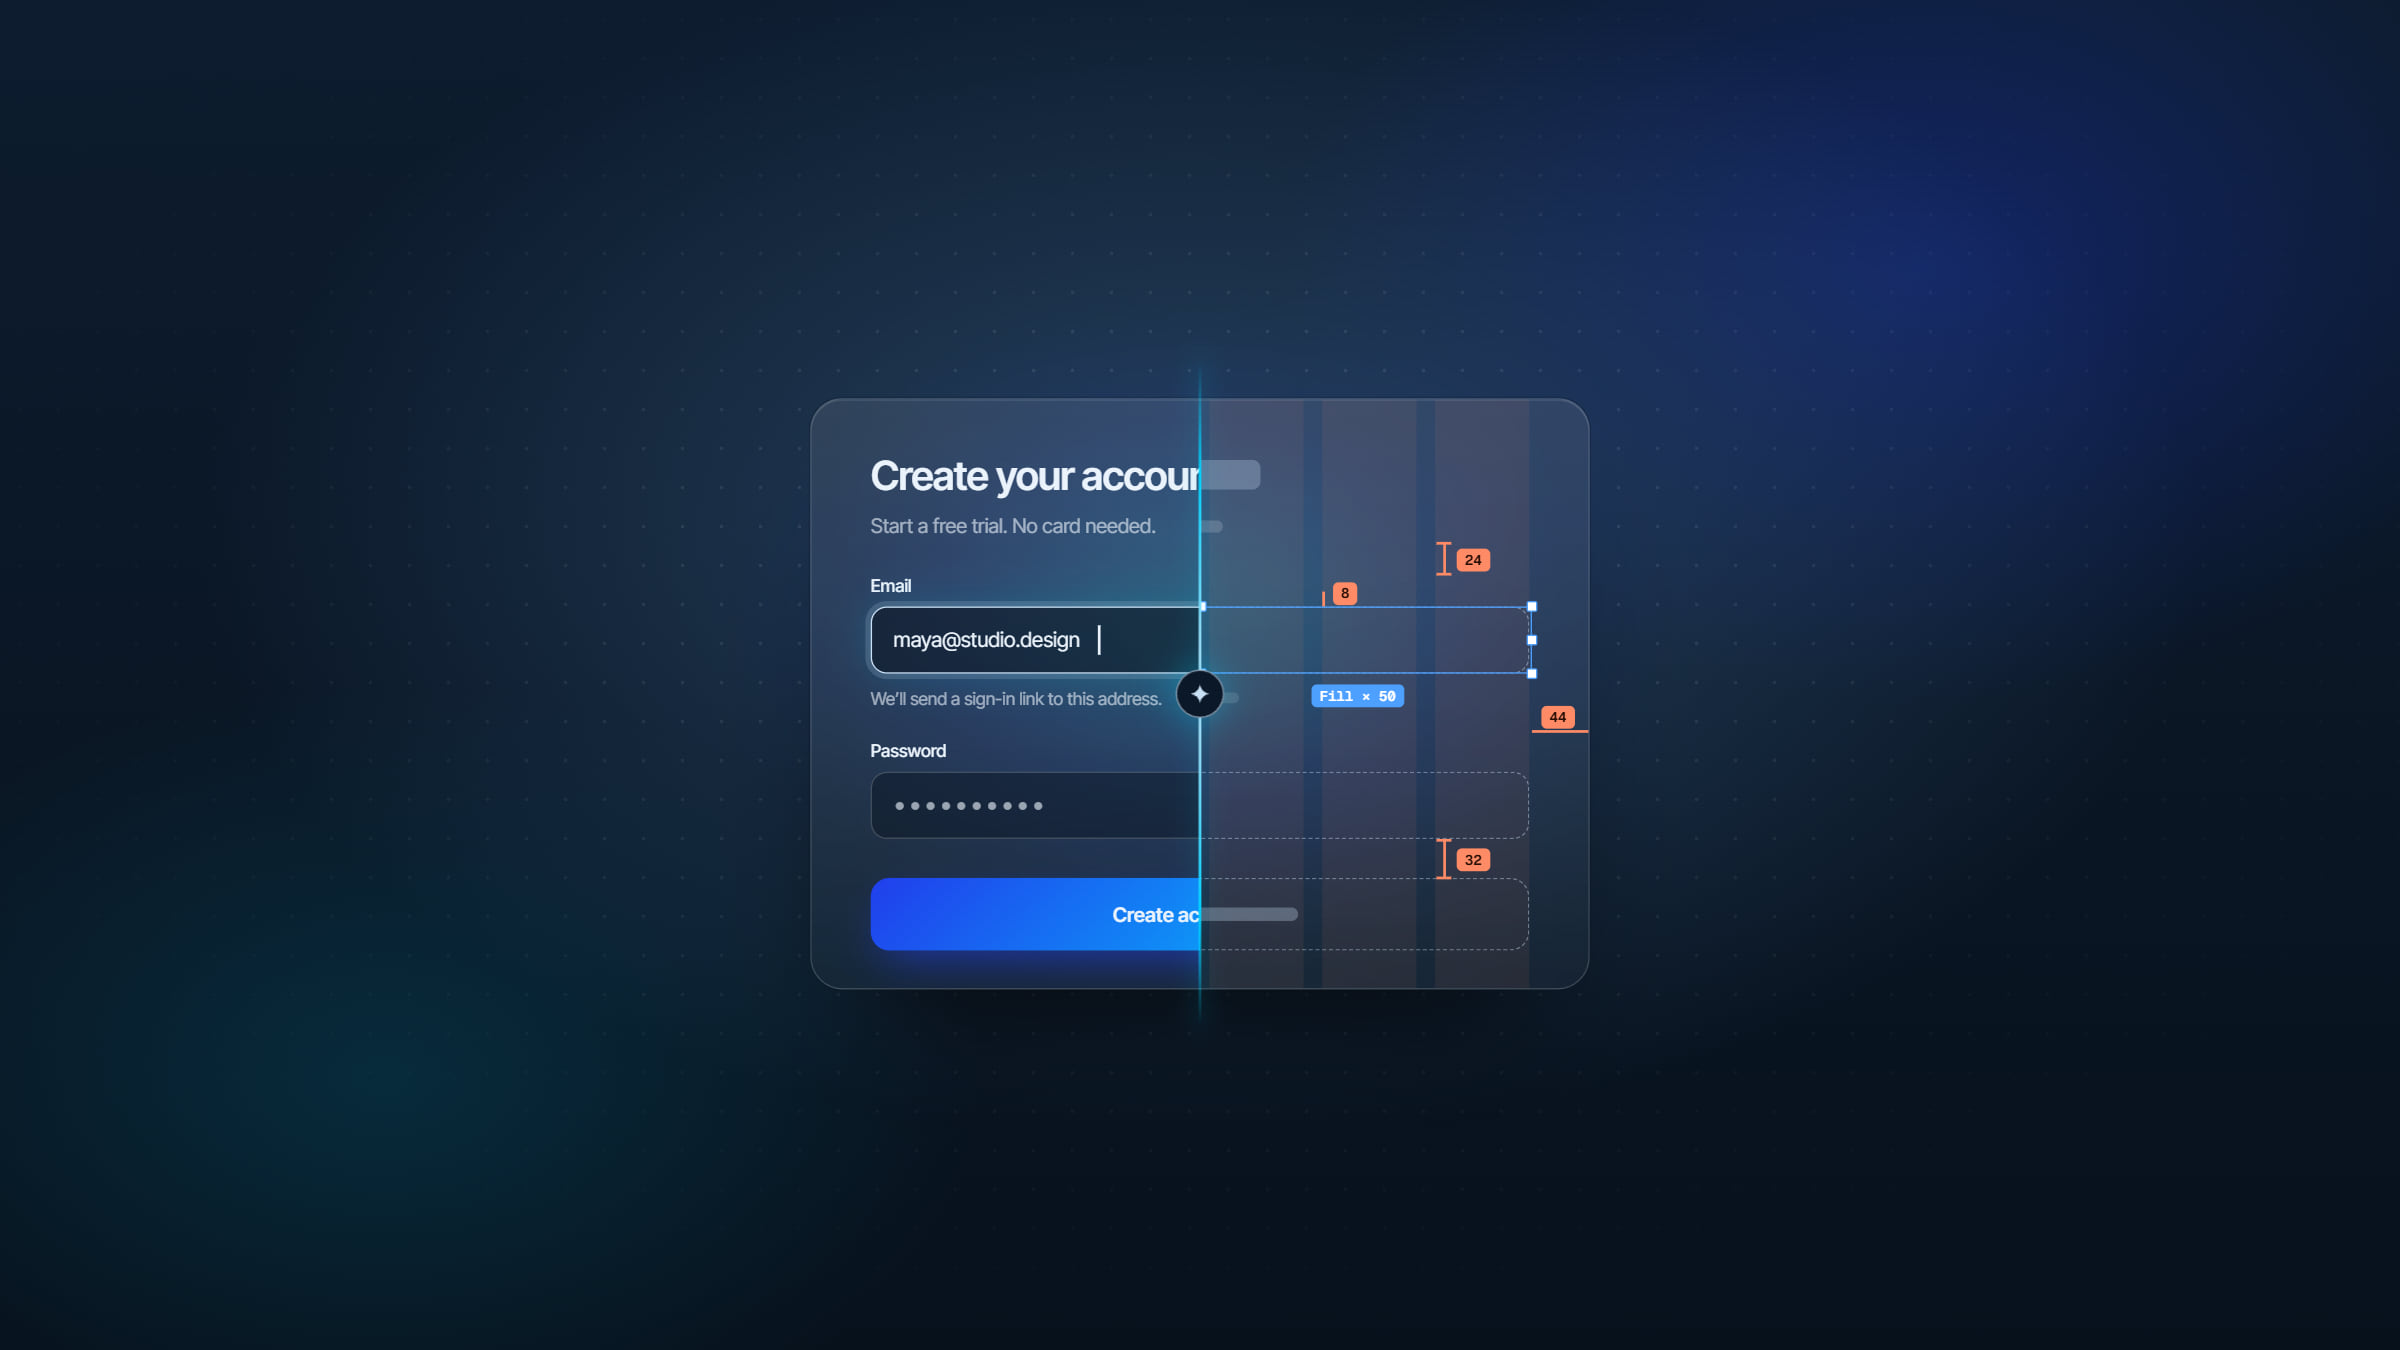 Create your accoun
Start a free trial. No card needed.
24
Email
8
maya@studio.design
We'll send a sign-in link to this address.
Fill × 50
44
Password
32
Create ac